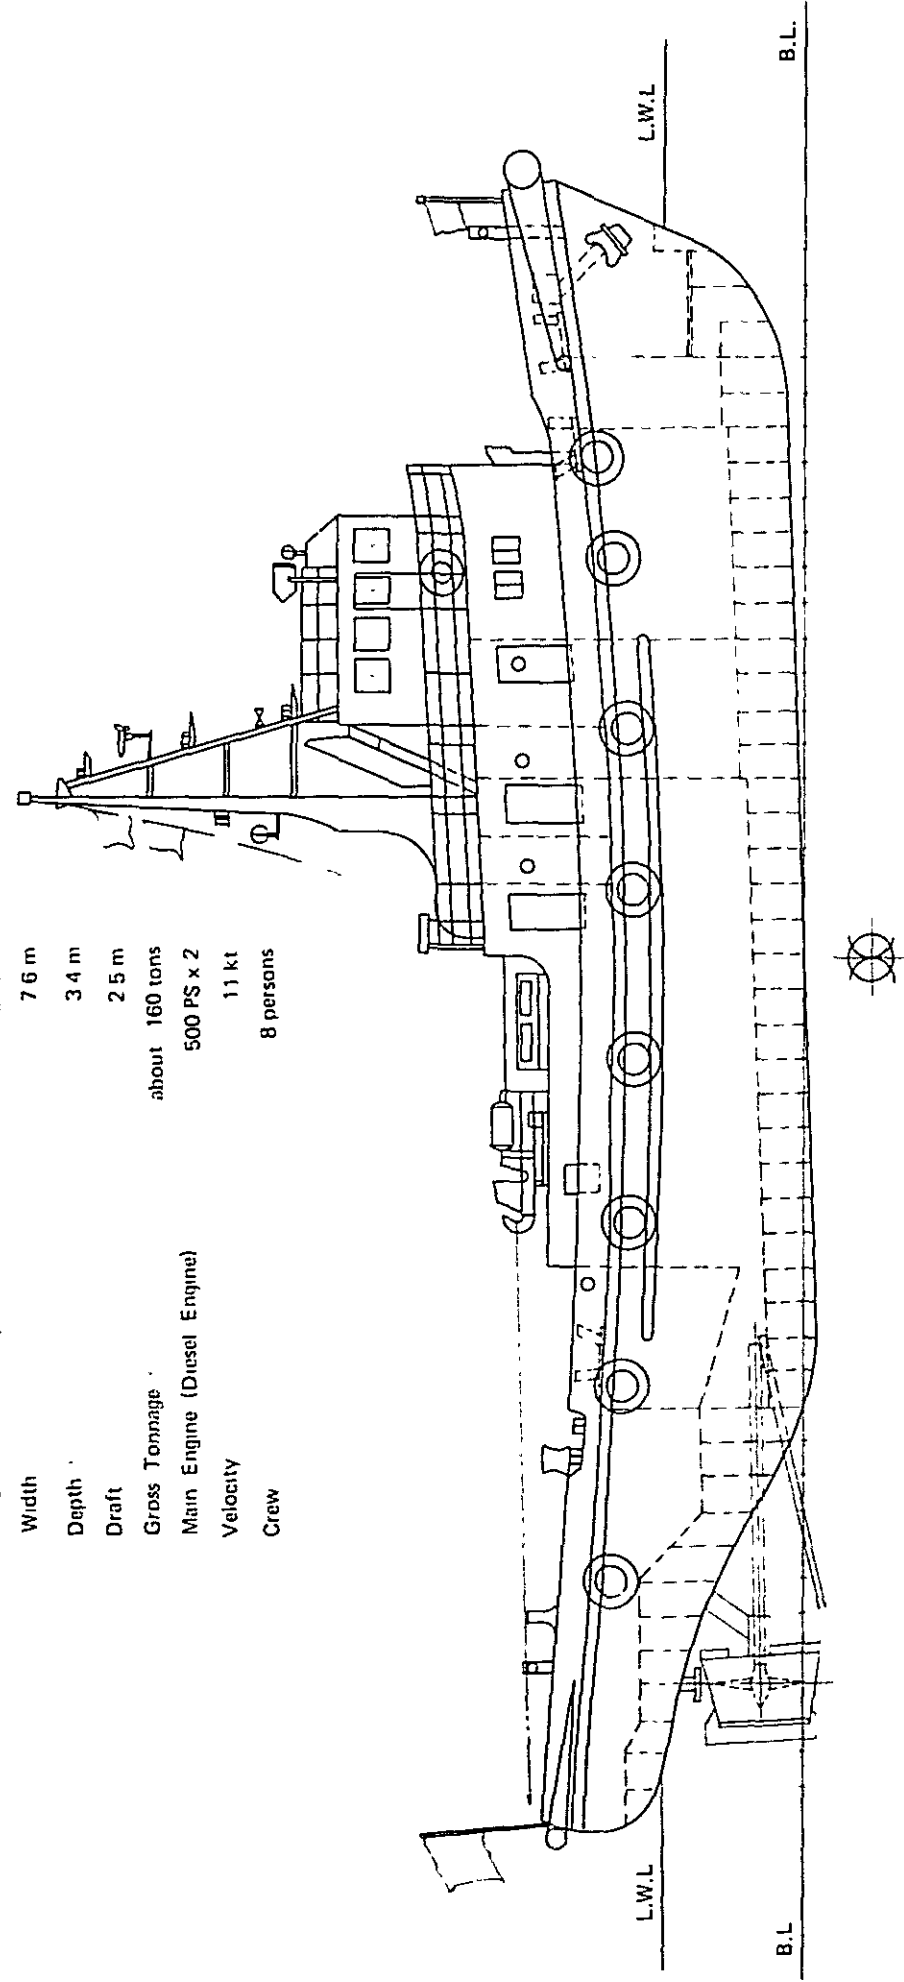 Width 7 6 m
Depth 3 4 m
Draft 2 5 m
Gross Tonnage about 160 tons
Main Engine (Diesel Engine) 500 PS x 2
Velocity 11 kt
Crew 8 persons
L.W.L
L.W.L
B.L
B.L.